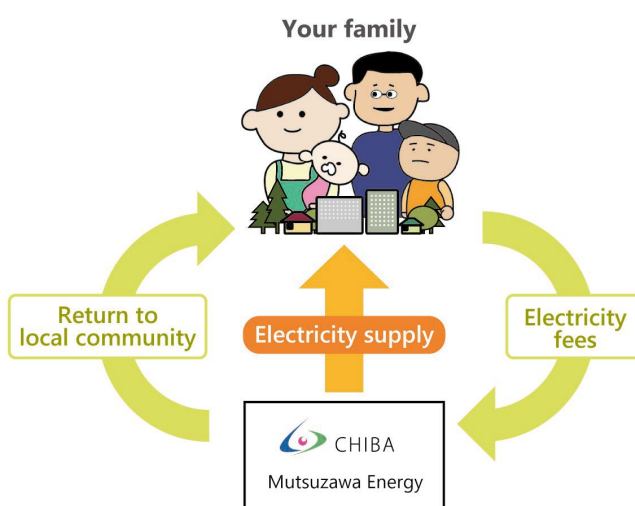 Your family
Return to
local community
Electricity supply
Electricity
fees
CHIBA
Mutsuzawa Energy